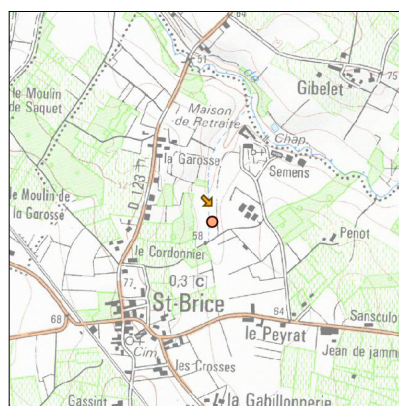 64
51
75
Gibelet
le Moulin
de Saquet
Maison
de Retraite
Chap.
la Garosse
Semens
D 123
le Moulin de
la Garosse
58
Penot
le Cordonnier
77
0,3 C
St-Brice
68
64
Sansculo
le Peyrat
Cim
Jean de jamm
les Crosses
Gassint
la Gabillonnerie